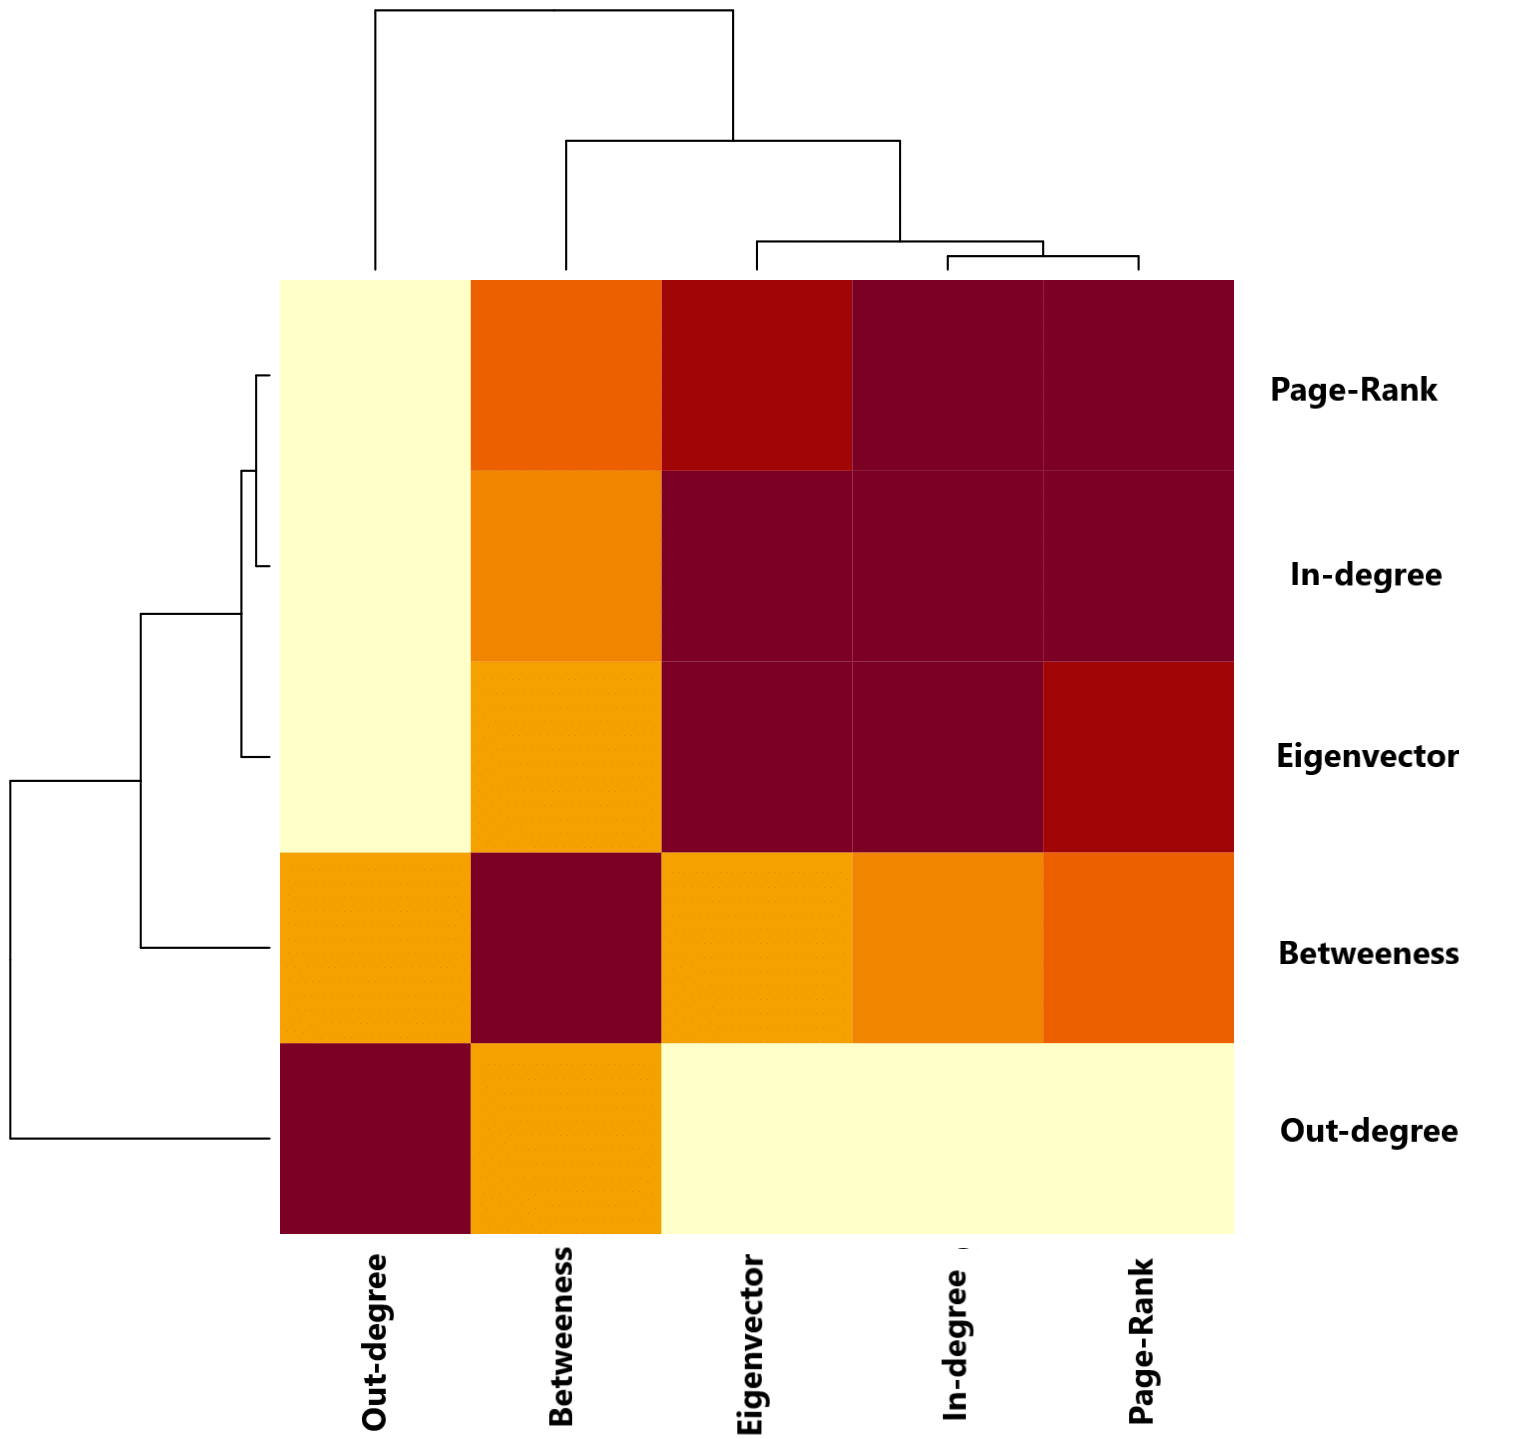 Page-Rank
In-degree
Eigenvector
Betweeness
Out-degree
Out-degree
Betweeness
Eigenvector
In-degree
Page-Rank